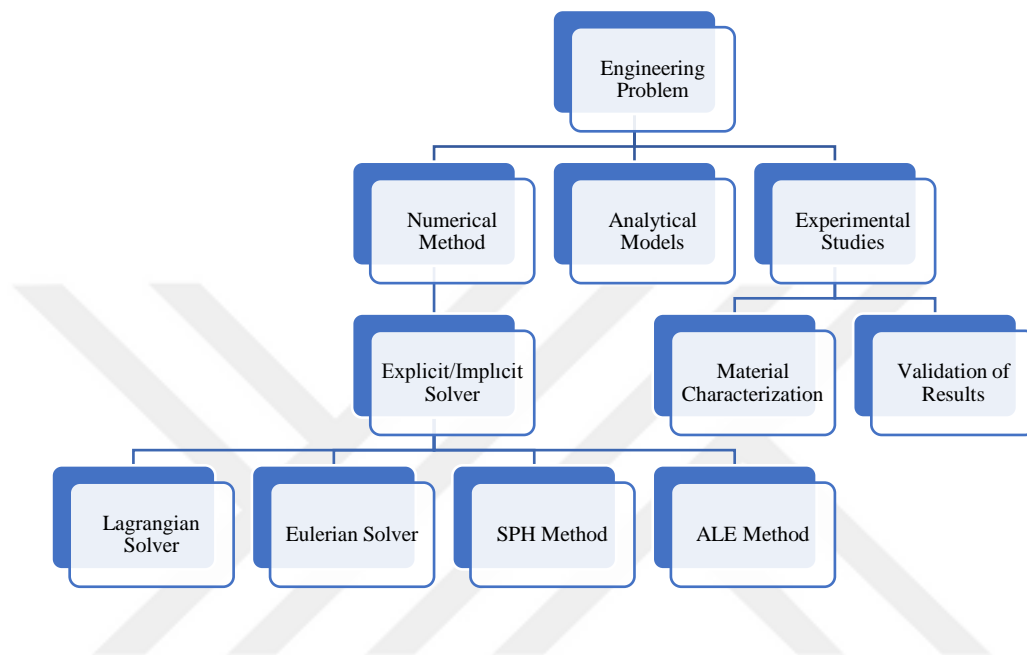 Engineering
Problem
Numerical
Method
Analytical
Models
Experimental
Studies
Explicit/Implıcit
Solver
Material
Characterization
Validation of
Results
Lagrangian
Solver
Eulerian Solver
SPH Method
ALE Method